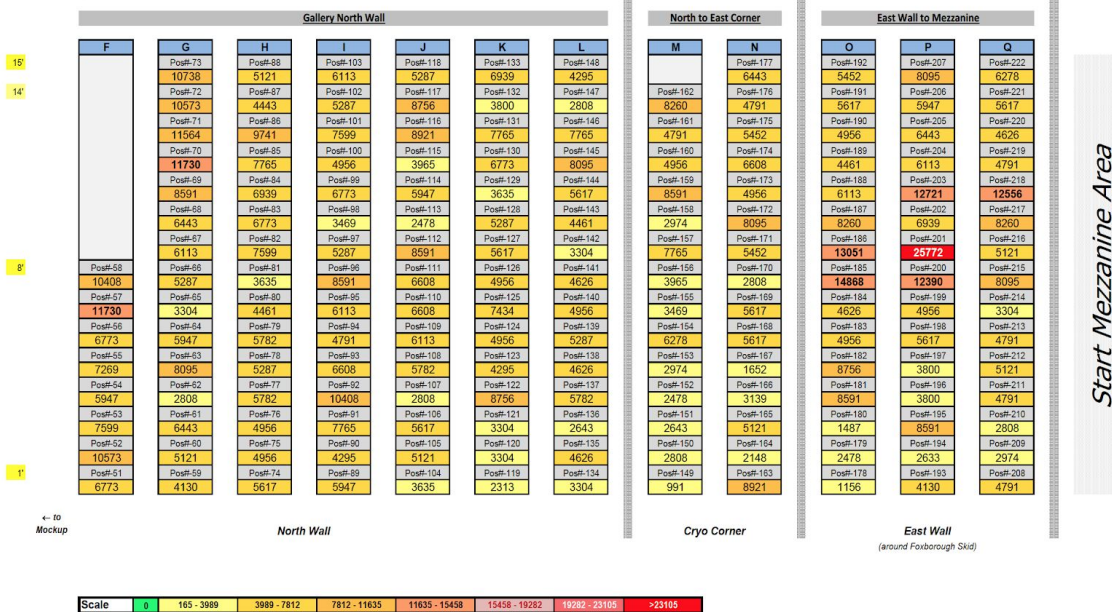 Gallery North Wall North to East Corner East Wall to Mezzanine
F G H I J K L M N O P Q
15' Pos#-73 Pos#-88 Pos#-103 Pos#-118 Pos#-133 Pos#-148 Pos#-177 Pos#-192 Pos#-207 Pos#-222
10738 5121 6113 5287 6939 4295 6443 5452 8095 6278
14' Pos#-72 Pos#-87 Pos#-102 Pos#-117 Pos#-132 Pos#-147 Pos#-162 Pos#-176 Pos#-191 Pos#-206 Pos#-221
10573 4443 5287 8756 3800 2808 8260 4791 5617 5947 5617
Pos#-71 Pos#-86 Pos#-101 Pos#-116 Pos#-131 Pos#-146 Pos#-161 Pos#-175 Pos#-190 Pos#-205 Pos#-220
11564 9741 7599 8921 7765 7765 4791 5452 4956 6443 4626
Pos#-70 Pos#-85 Pos#-100 Pos#-115 Pos#-130 Pos#-145 Pos#-160 Pos#-174 Pos#-189 Pos#-204 Pos#-219
11730 7765 4956 3965 6773 8095 4956 6608 4461 6113 4791
Pos#-69 Pos#-84 Pos#-99 Pos#-114 Pos#-129 Pos#-144 Pos#-159 Pos#-173 Pos#-188 Pos#-203 Pos#-218
8591 6939 6773 5947 3635 5617 8591 4956 6113 12721 12556
Pos#-68 Pos#-83 Pos#-98 Pos#-113 Pos#-128 Pos#-143 Pos#-158 Pos#-172 Pos#-187 Pos#-202 Pos#-217
6443 6773 3469 2478 5287 4461 2974 8095 8260 6939 8260
Pos#-67 Pos#-82 Pos#-97 Pos#-112 Pos#-127 Pos#-142 Pos#-157 Pos#-171 Pos#-186 Pos#-201 Pos#-216
6113 7599 5287 8591 5617 3304 7765 5452 13051 25772 5121
8' Pos#-58 Pos#-66 Pos#-81 Pos#-96 Pos#-111 Pos#-126 Pos#-141 Pos#-156 Pos#-170 Pos#-185 Pos#-200 Pos#-215
10408 5287 3635 8591 6608 4956 4626 3965 2808 14868 12390 8095
Pos#-57 Pos#-65 Pos#-80 Pos#-95 Pos#-110 Pos#-125 Pos#-140 Pos#-155 Pos#-169 Pos#-184 Pos#-199 Pos#-214
11730 3304 4461 6113 6608 7434 4956 3469 5617 4626 4956 3304
Pos#-56 Pos#-64 Pos#-79 Pos#-94 Pos#-109 Pos#-124 Pos#-139 Pos#-154 Pos#-168 Pos#-183 Pos#-198 Pos#-213
6773 5947 5782 4791 6113 4956 5287 6278 5617 4956 5617 4791
Pos#-55 Pos#-63 Pos#-78 Pos#-93 Pos#-108 Pos#-123 Pos#-138 Pos#-153 Pos#-167 Pos#-182 Pos#-197 Pos#-212
7269 8095 5287 6608 5782 4295 4626 2974 1652 8756 3800 5121
Pos#-54 Pos#-62 Pos#-77 Pos#-92 Pos#-107 Pos#-122 Pos#-137 Pos#-152 Pos#-166 Pos#-181 Pos#-196 Pos#-211
5947 2808 5782 10408 2808 8756 5782 2478 3139 8591 3800 4791
Pos#-53 Pos#-61 Pos#-76 Pos#-91 Pos#-106 Pos#-121 Pos#-136 Pos#-151 Pos#-165 Pos#-180 Pos#-195 Pos#-210
7599 6443 4956 7765 5617 3304 2643 2643 5121 1487 8591 2808
Pos#-52 Pos#-60 Pos#-75 Pos#-90 Pos#-105 Pos#-120 Pos#-135 Pos#-150 Pos#-164 Pos#-179 Pos#-194 Pos#-209
10573 5121 4956 4295 5121 3304 4626 2808 2148 2478 2633 2974
1' Pos#-51 Pos#-59 Pos#-74 Pos#-89 Pos#-104 Pos#-119 Pos#-134 Pos#-149 Pos#-163 Pos#-178 Pos#-193 Pos#-208
6773 4130 5617 5947 3635 2313 3304 991 8921 1156 4130 4791
Start Mezzanine Area
← to
Mockup
North Wall Cryo Corner East Wall
(around Foxborough Skid)
Scale 0 165 - 3989 3989 - 7812 7812 - 11635 11635 - 15458 15458 - 19282 19282 - 23105 >23105